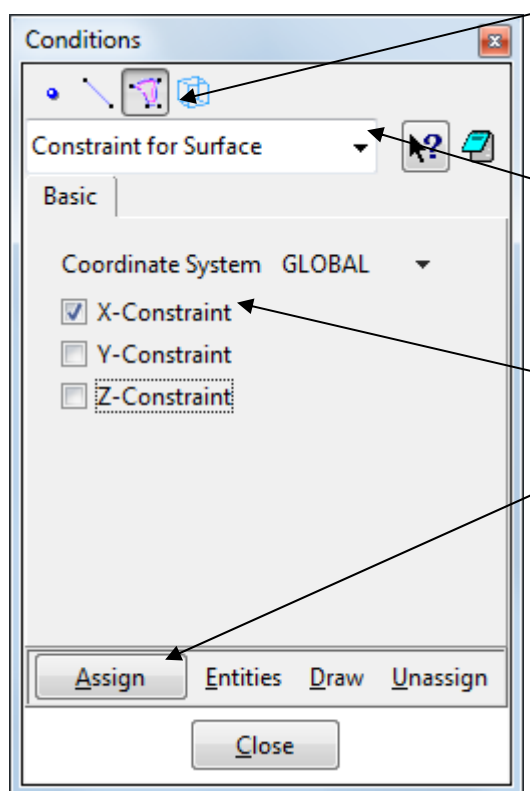 Conditions
Constraint for Surface
Basic
Coordinate System GLOBAL
X-Constraint
Y-Constraint
Z-Constraint
Assign Entities Draw Unassign
Close